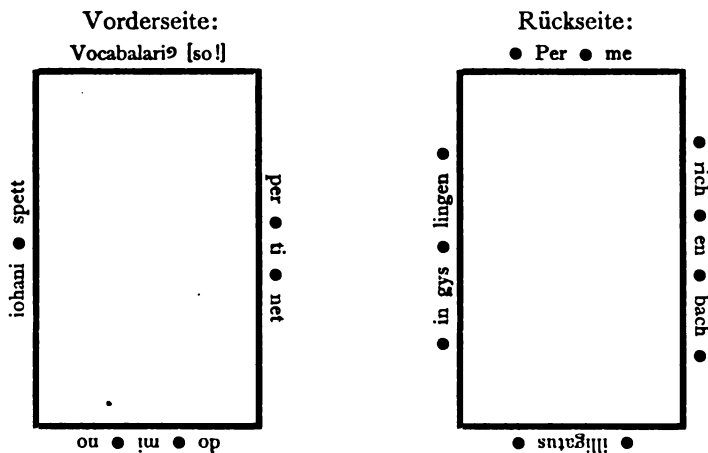 Vorderseite:
Vocabalariꝰ [so!]
per ● ti ● net
do ● mi ● no
iohani ● spett
Rückseite:
● Per ● me
● rich ● en ● bach ●
● illigatus ●
● in gys ● lingen ●